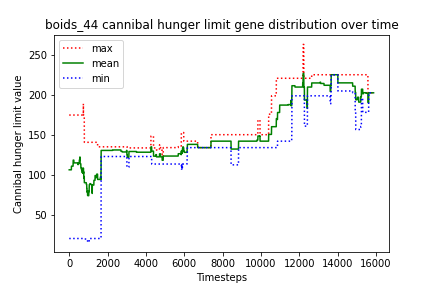 boids_44 cannibal hunger limit gene distribution over time
max
mean
min
Cannibal hunger limit value
250
200
150
100
50
0 2000 4000 6000 8000 10000 12000 14000 16000
Timesteps